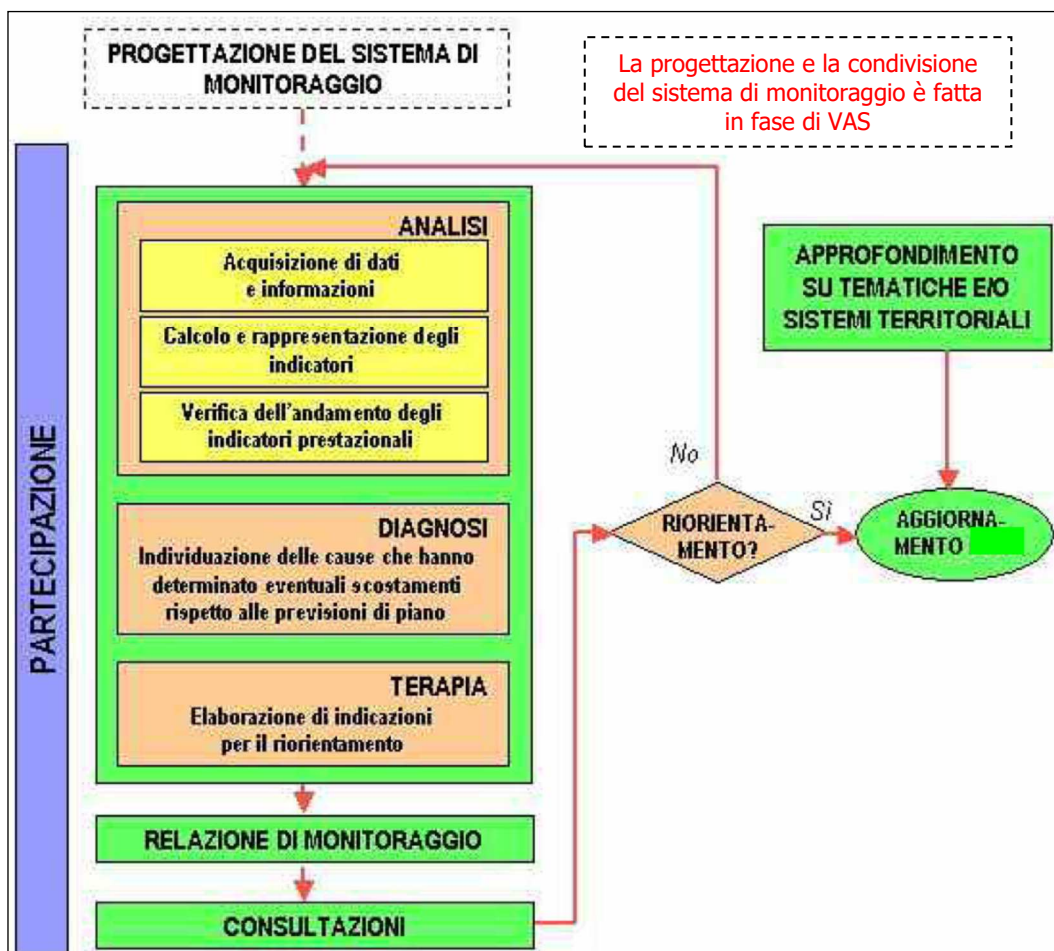 PROGETTAZIONE DEL SISTEMA DI
MONITORAGGIO
La progettazione e la condivisione
del sistema di monitoraggio è fatta
in fase di VAS
PARTECIPAZIONE
ANALISI
Acquisizione di dati
e informazioni
Calcolo e rappresentazione degli
indicatori
Verifica dell'andamento degli
indicatori prestazionali
DIAGNOSI
Individuazione delle cause che hanno
determinato eventuali scostamenti
rispetto alle previsioni di piano
TERAPIA
Elaborazione di indicazioni
per il riorientamento
RELAZIONE DI MONITORAGGIO
CONSULTAZIONI
RIORIENTA-
MENTO?
No
Sì
APPROFONDIMENTO
SU TEMATICHE E/O
SISTEMI TERRITORIALI
AGGIORNA-
MENTO